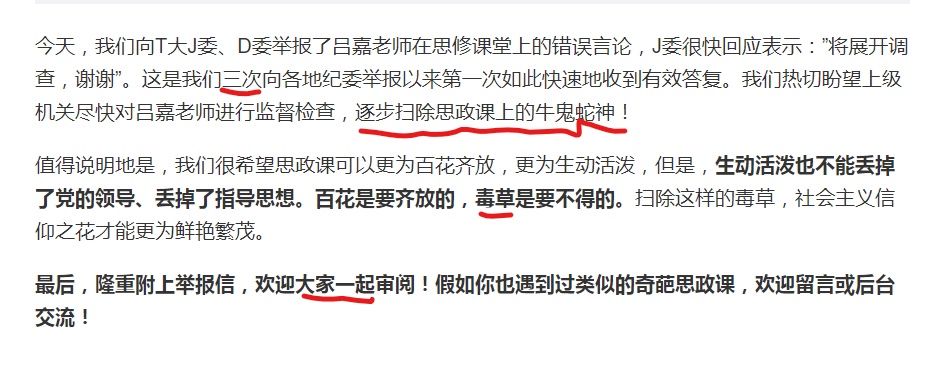 今天，我们向T大J委、D委举报了吕嘉老师在思修课堂上的错误言论，J委很快回应表示：”将展开调
查，谢谢”。这是我们三次向各地纪委举报以来第一次如此快速地收到有效答复。我们热切盼望上级
机关尽快对吕嘉老师进行监督检查，逐步扫除思政课上的牛鬼蛇神！
值得说明地是，我们很希望思政课可以更为百花齐放，更为生动活泼，但是，生动活泼也不能丢掉
了党的领导、丢掉了指导思想。百花是要齐放的，毒草是要不得的。扫除这样的毒草，社会主义信
仰之花才能更为鲜艳繁茂。
最后，隆重附上举报信，欢迎大家一起审阅！假如你也遇到过类似的奇葩思政课，欢迎留言或后台
交流！